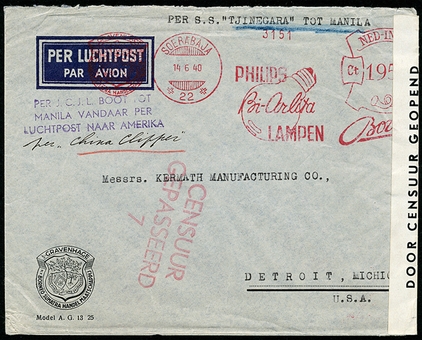 PER S.S. "TJINEGARA" TOT MANILA
PER LUCHTPOST
PAR AVION
SOERABAJA
14 6 40
22
3151
NED-IN
Ct 195
PHILIPS
Bi-Arlita
LAMPEN
PER J.C.J.L. BOOT TOT
MANILA VANDAAR PER
LUCHTPOST NAAR AMERIKA
per "China Clipper"
Messrs. KERMATH MANUFACTURING CO.,
CENSUUR
GEPASSEERD
7
DETROIT, MICHIG
U.S.A.
DOOR CENSUUR GEOPEND
'S-GRAVENHAGE
Model A. G. 13 25